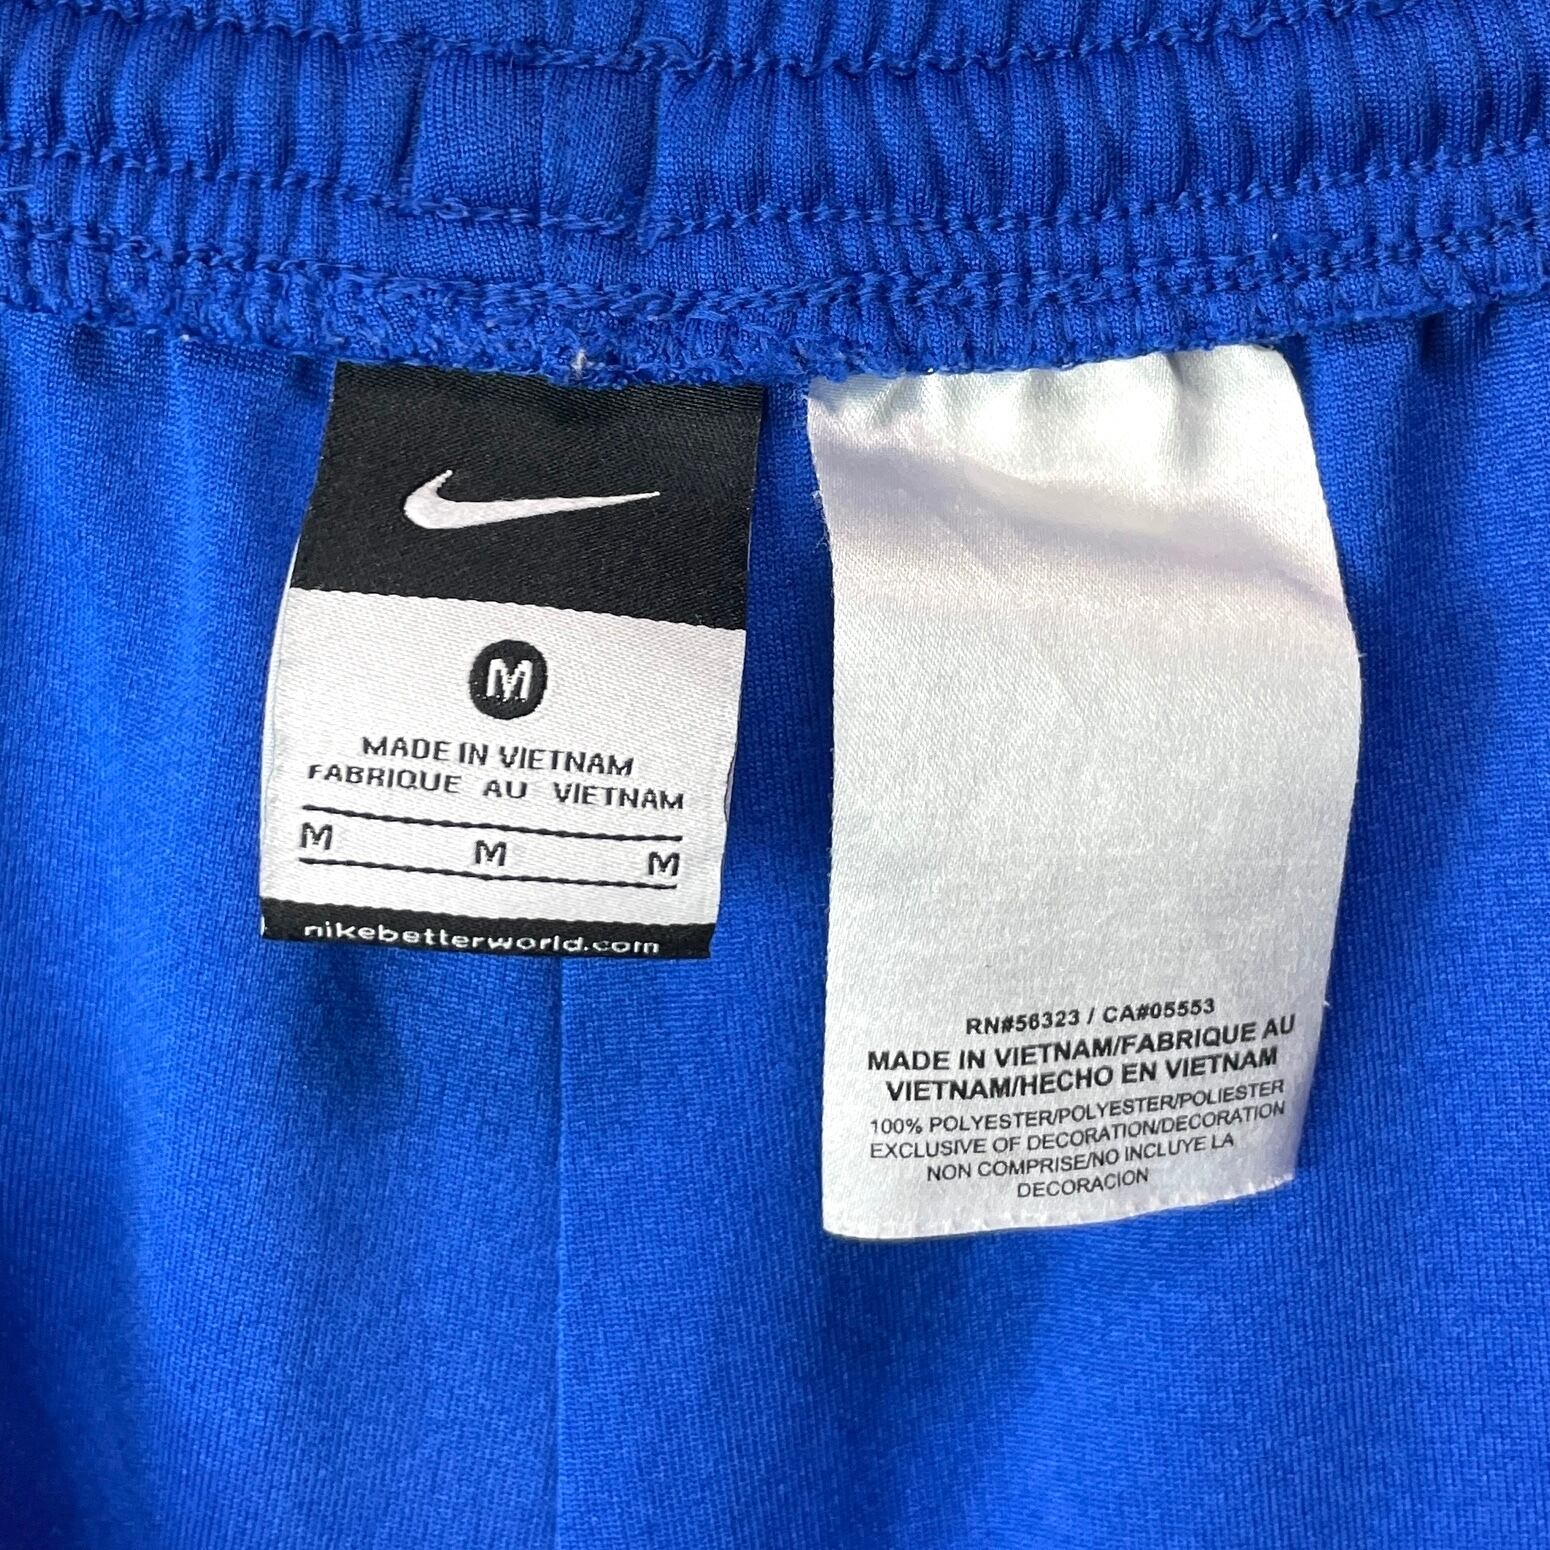 M
MADE IN VIETNAM
FABRIQUE AU VIETNAM
M M M
nikebetterworld.com
RN#56323 / CA#05553
MADE IN VIETNAM/FABRIQUE AU
VIETNAM/HECHO EN VIETNAM
100% POLYESTER/POLYESTER/POLIESTER
EXCLUSIVE OF DECORATION/DECORATION
NON COMPRISE/NO INCLUYE LA
DECORACION